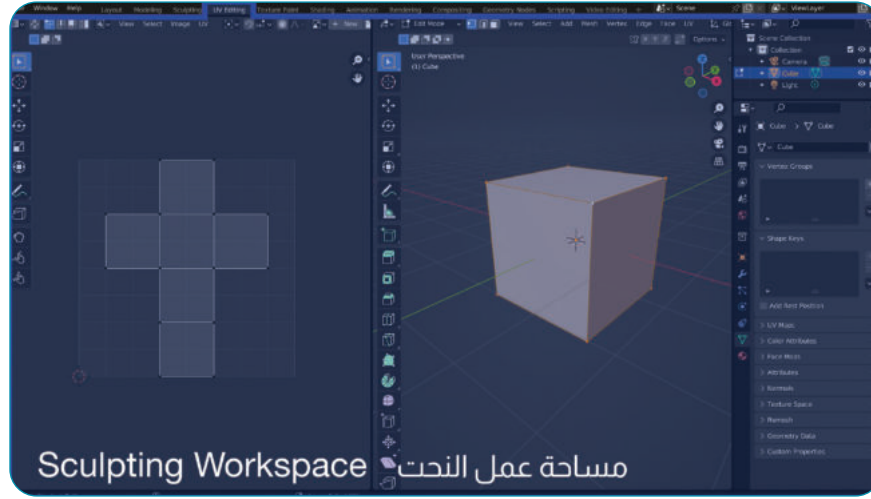 Window Help Layout Modeling Sculpting UV Editing Texture Paint Shading Animation Rendering Compositing Geometry Nodes Scripting Video Editing + Scene ViewLayer
View Select Image UV New Edit Mode View Select Add Mesh Vertex Edge Face UV
Options
User Perspective
(1) Cube
Scene Collection
Collection
Camera
Cube
Light
Cube > Cube
Cube
Vertex Groups
Shape Keys
Add Rest Position
UV Maps
Color Attributes
Face Maps
Attributes
Normals
Texture Space
Remesh
Geometry Data
Custom Properties
Sculpting Workspace مساحة عمل النحت